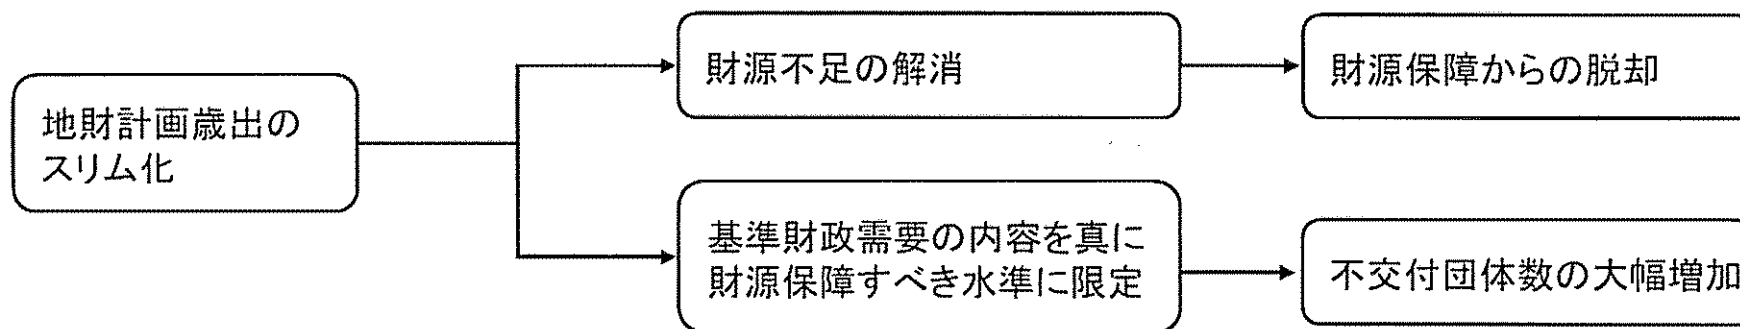 地財計画歳出の
スリム化
財源不足の解消
財源保障からの脱却
基準財政需要の内容を真に
財源保障すべき水準に限定
不交付団体数の大幅増加